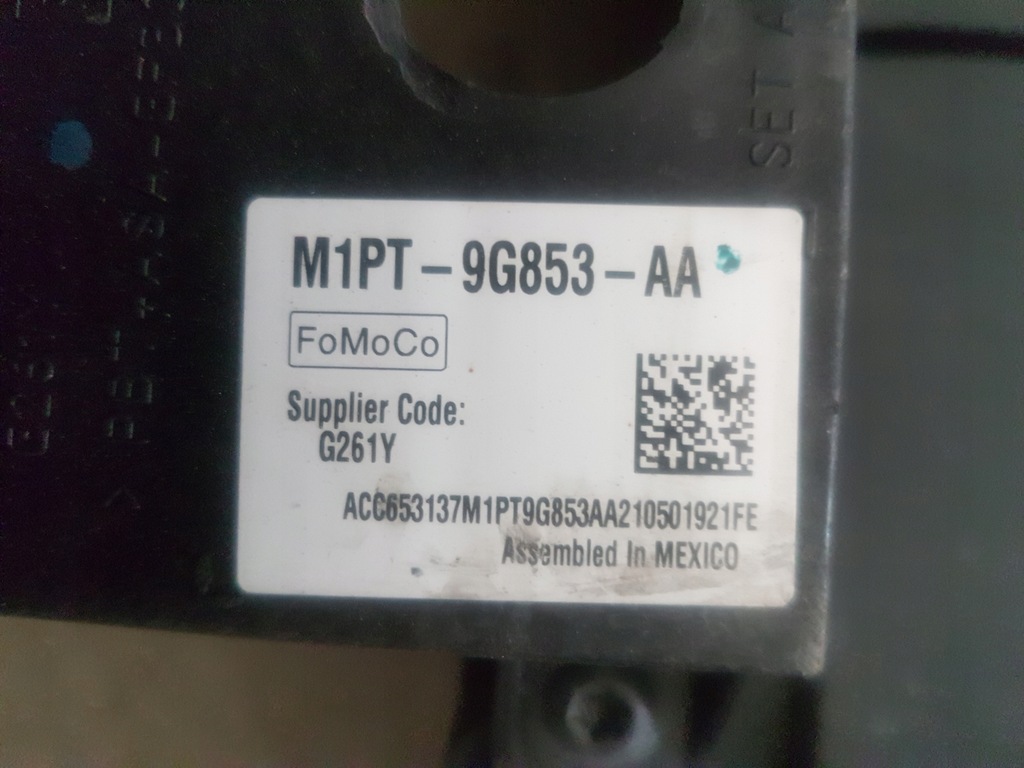 M1PT-9G853-AA
FoMoCo
Supplier Code:
G261Y
ACC653137M1PT9G853AA210501921FE
Assembled In MEXICO
SET A